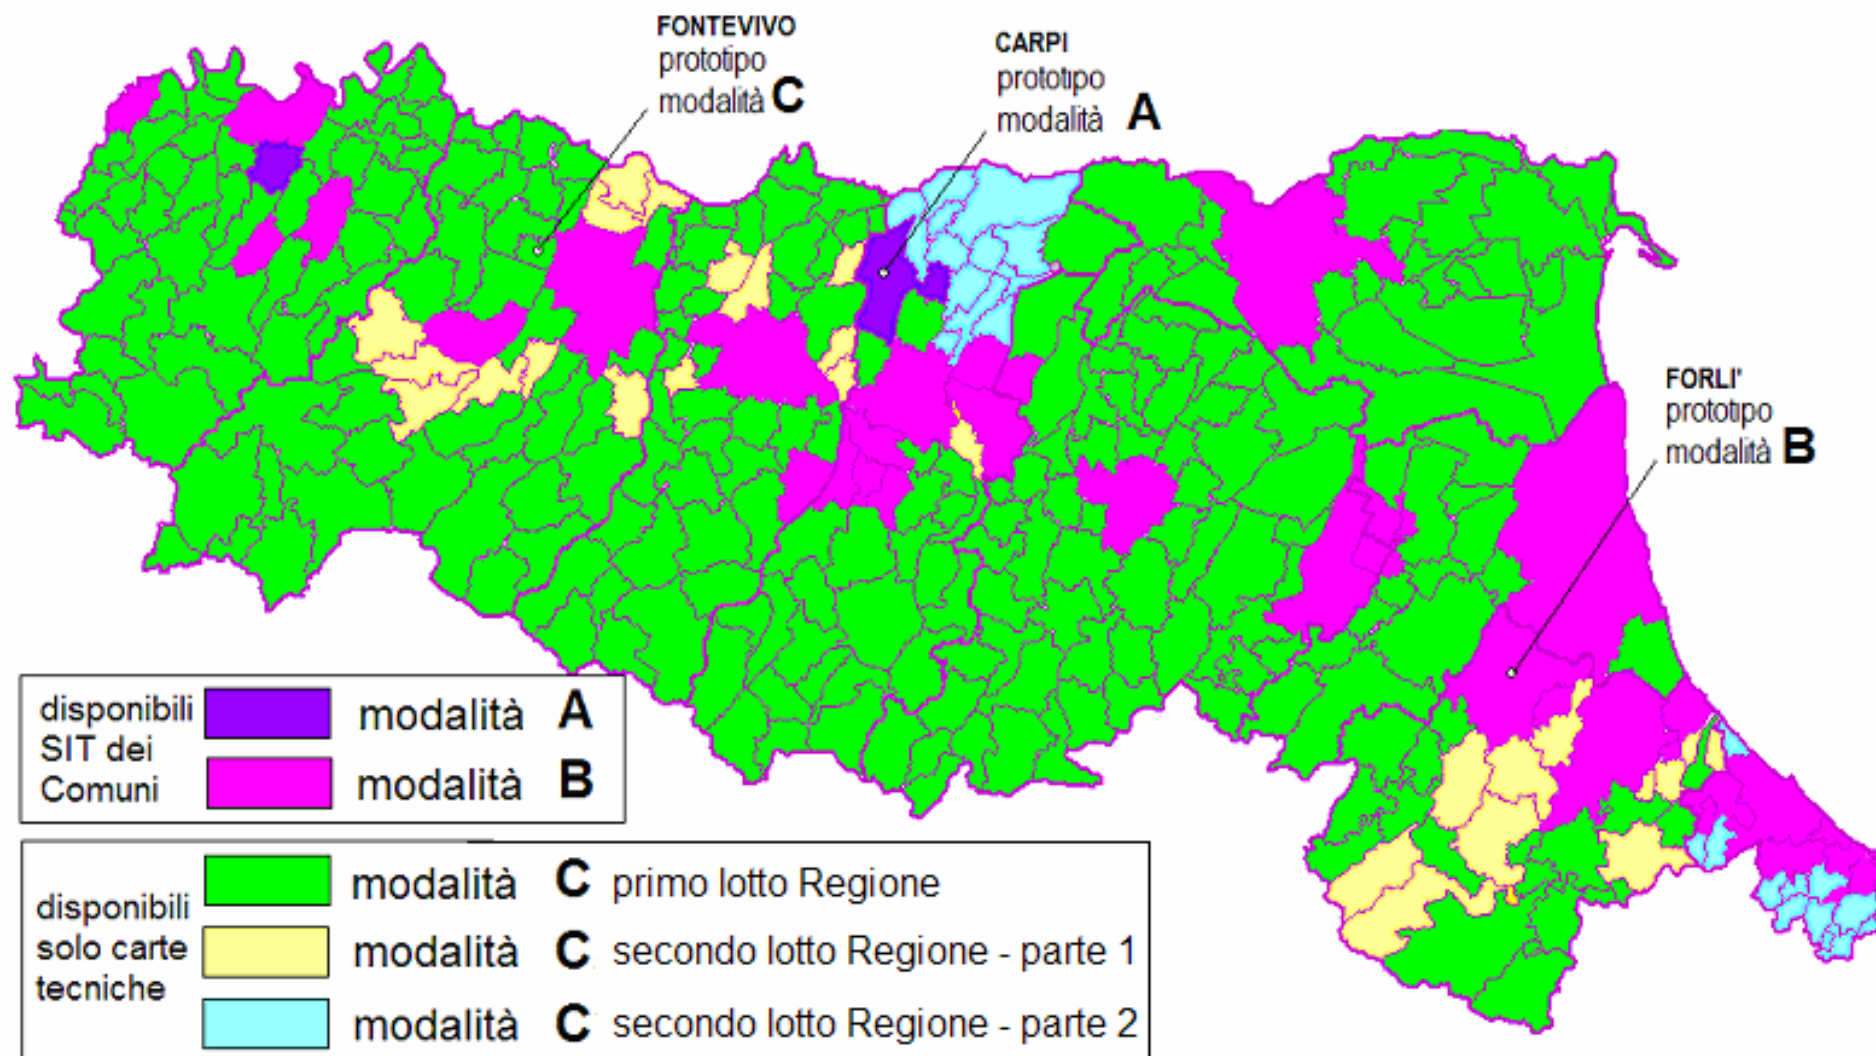 FONTEVIVO
prototipo
modalità C
CARPI
prototipo
modalità A
FORLI'
prototipo
modalità B
disponibili
SIT dei
Comuni
modalità A
modalità B
disponibili
solo carte
tecniche
modalità C primo lotto Regione
modalità C secondo lotto Regione - parte 1
modalità C secondo lotto Regione - parte 2